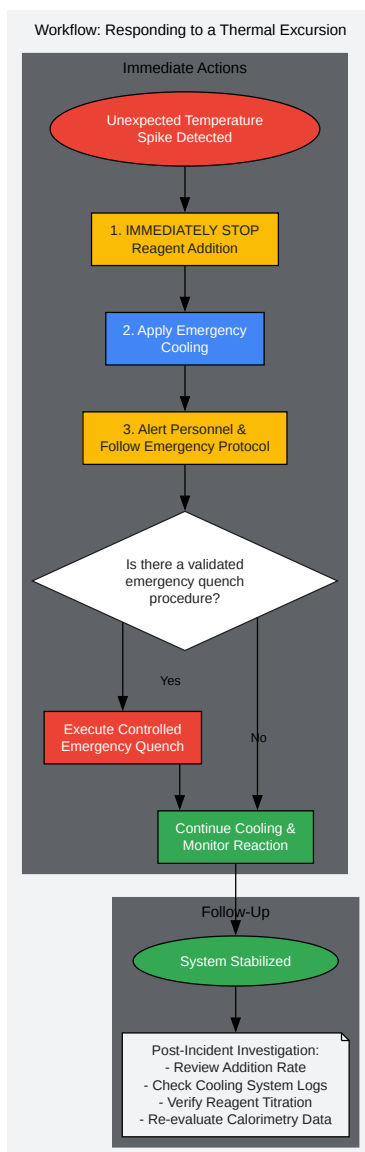 Workflow: Responding to a Thermal Excursion
Immediate Actions
Unexpected Temperature
Spike Detected
1. IMMEDIATELY STOP
Reagent Addition
2. Apply Emergency
Cooling
3. Alert Personnel &
Follow Emergency Protocol
Is there a validated
emergency quench
procedure?
Yes
Execute Controlled
Emergency Quench
No
Continue Cooling &
Monitor Reaction
Follow-Up
System Stabilized
Post-Incident Investigation:
- Review Addition Rate
- Check Cooling System Logs
- Verify Reagent Titration
- Re-evaluate Calorimetry Data